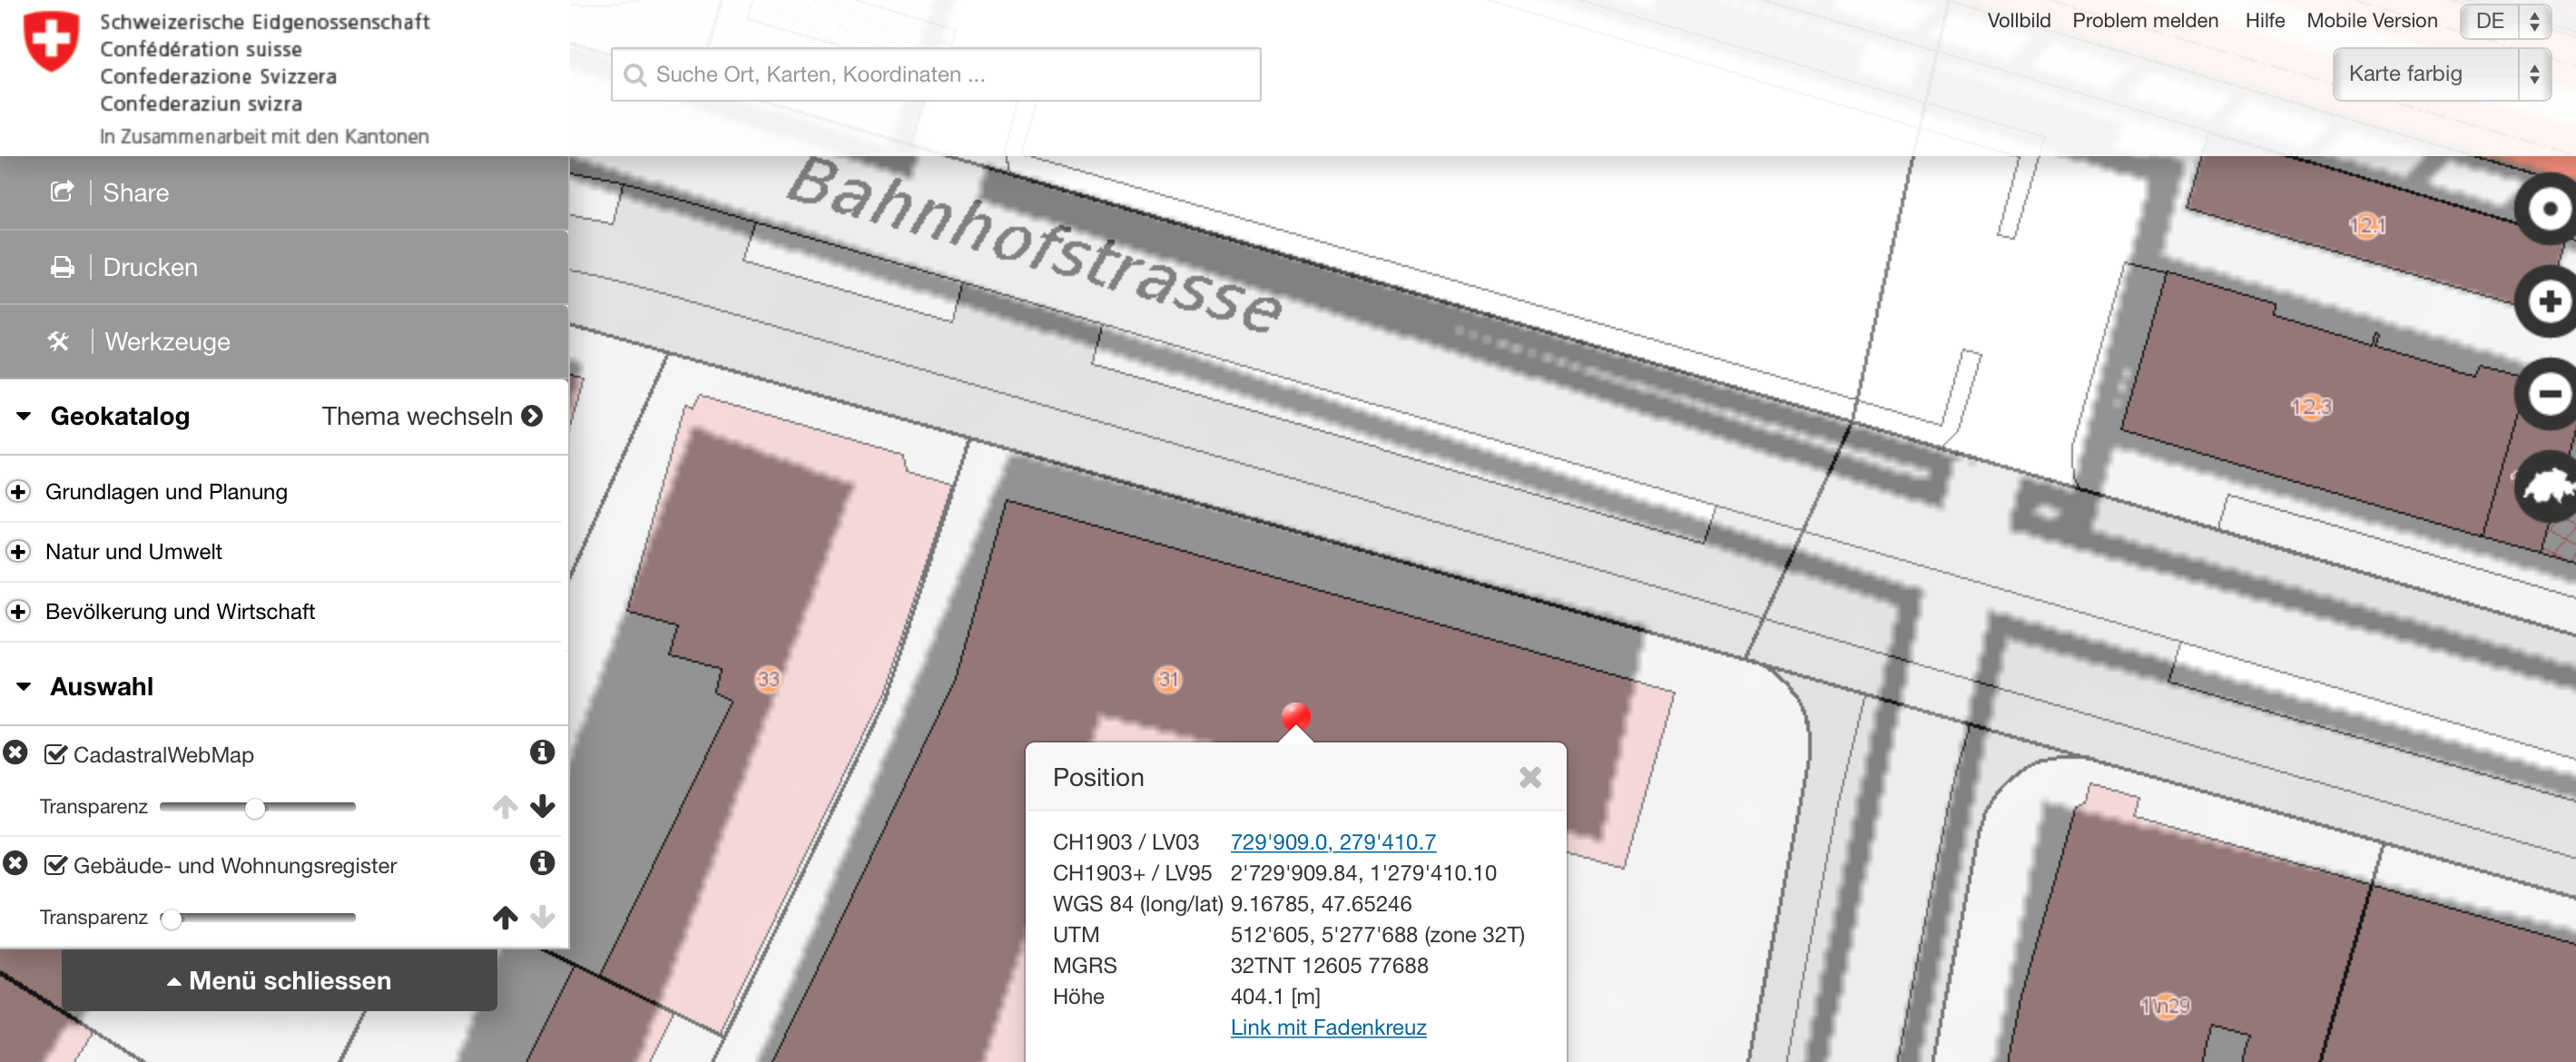 Schweizerische Eidgenossenschaft
Confédération suisse
Confederazione Svizzera
Confederaziun svizra
In Zusammenarbeit mit den Kantonen
Suche Ort, Karten, Koordinaten ...
Vollbild Problem melden Hilfe Mobile Version DE
Karte farbig
Share
Drucken
Werkzeuge
Geokatalog Thema wechseln
Grundlagen und Planung
Natur und Umwelt
Bevölkerung und Wirtschaft
Auswahl
CadastralWebMap
Transparenz
Gebäude- und Wohnungsregister
Transparenz
Menü schliessen
Bahnhofstrasse
12.1
12.3
33
31
Position
CH1903 / LV03 729'909.0, 279'410.7
CH1903+ / LV95 2'729'909.84, 1'279'410.10
WGS 84 (long/lat) 9.16785, 47.65246
UTM 512'605, 5'277'688 (zone 32T)
MGRS 32TNT 12605 77688
Höhe 404.1 [m]
Link mit Fadenkreuz